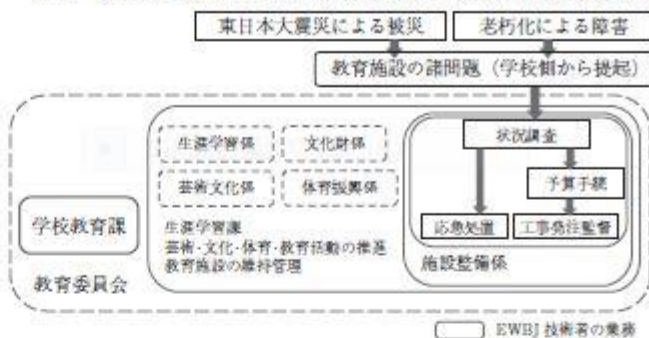 東日本大震災による被災
老朽化による障害
教育施設の諸問題（学校側から提起）
状況調査
予算手続
応急処置
工事発注監督
施設整備係
生涯学習係
文化財係
芸術文化係
体育振興係
生涯学習課
芸術・文化・体育・教育活動の推進
教育施設の維持管理
学校教育課
教育委員会
EWBJ 技術者の業務